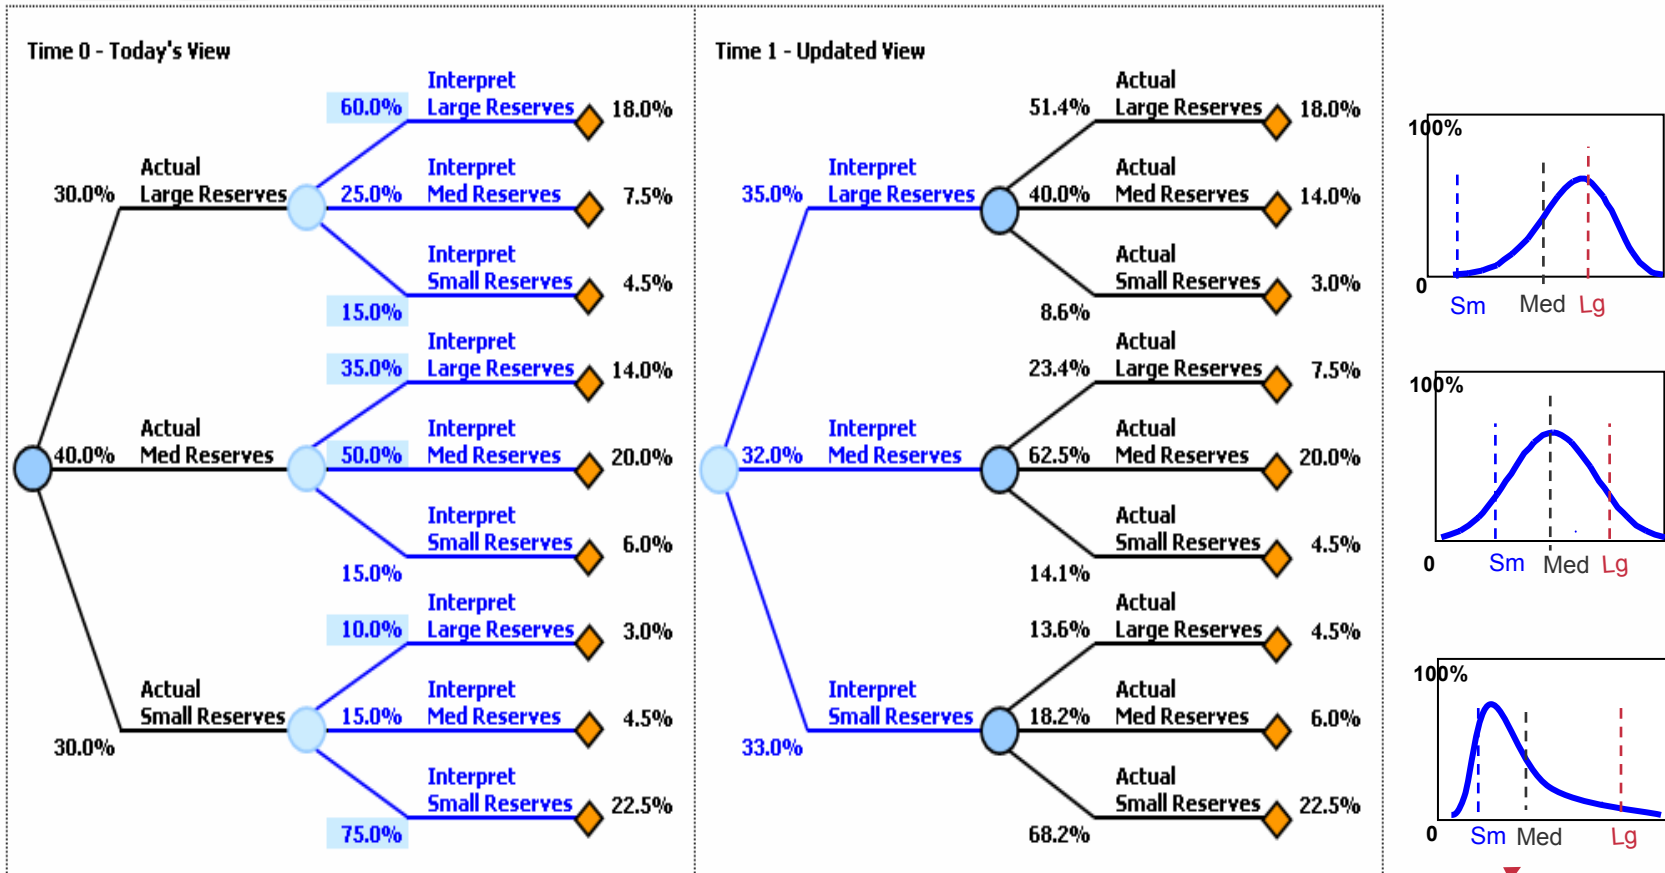 Time 0 - Today's View
Interpret
60.0% Large Reserves 18.0%
Actual
30.0% Large Reserves
Interpret
25.0% Med Reserves 7.5%
Interpret
Small Reserves 4.5%
15.0%
Interpret
35.0% Large Reserves 14.0%
Actual
40.0% Med Reserves
Interpret
50.0% Med Reserves 20.0%
Interpret
Small Reserves 6.0%
15.0%
Interpret
10.0% Large Reserves 3.0%
Actual
Small Reserves
30.0%
Interpret
15.0% Med Reserves 4.5%
Interpret
Small Reserves 22.5%
75.0%
Time 1 - Updated View
Actual
51.4% Large Reserves 18.0%
Interpret
35.0% Large Reserves
Actual
40.0% Med Reserves 14.0%
Actual
Small Reserves 3.0%
8.6%
Actual
23.4% Large Reserves 7.5%
Interpret
32.0% Med Reserves
Actual
62.5% Med Reserves 20.0%
Actual
Small Reserves 4.5%
14.1%
Actual
13.6% Large Reserves 4.5%
Interpret
Small Reserves
33.0%
Actual
18.2% Med Reserves 6.0%
Actual
Small Reserves 22.5%
68.2%
100%
0
Sm Med Lg
100%
0 Sm Med Lg
100%
0 Sm Med Lg